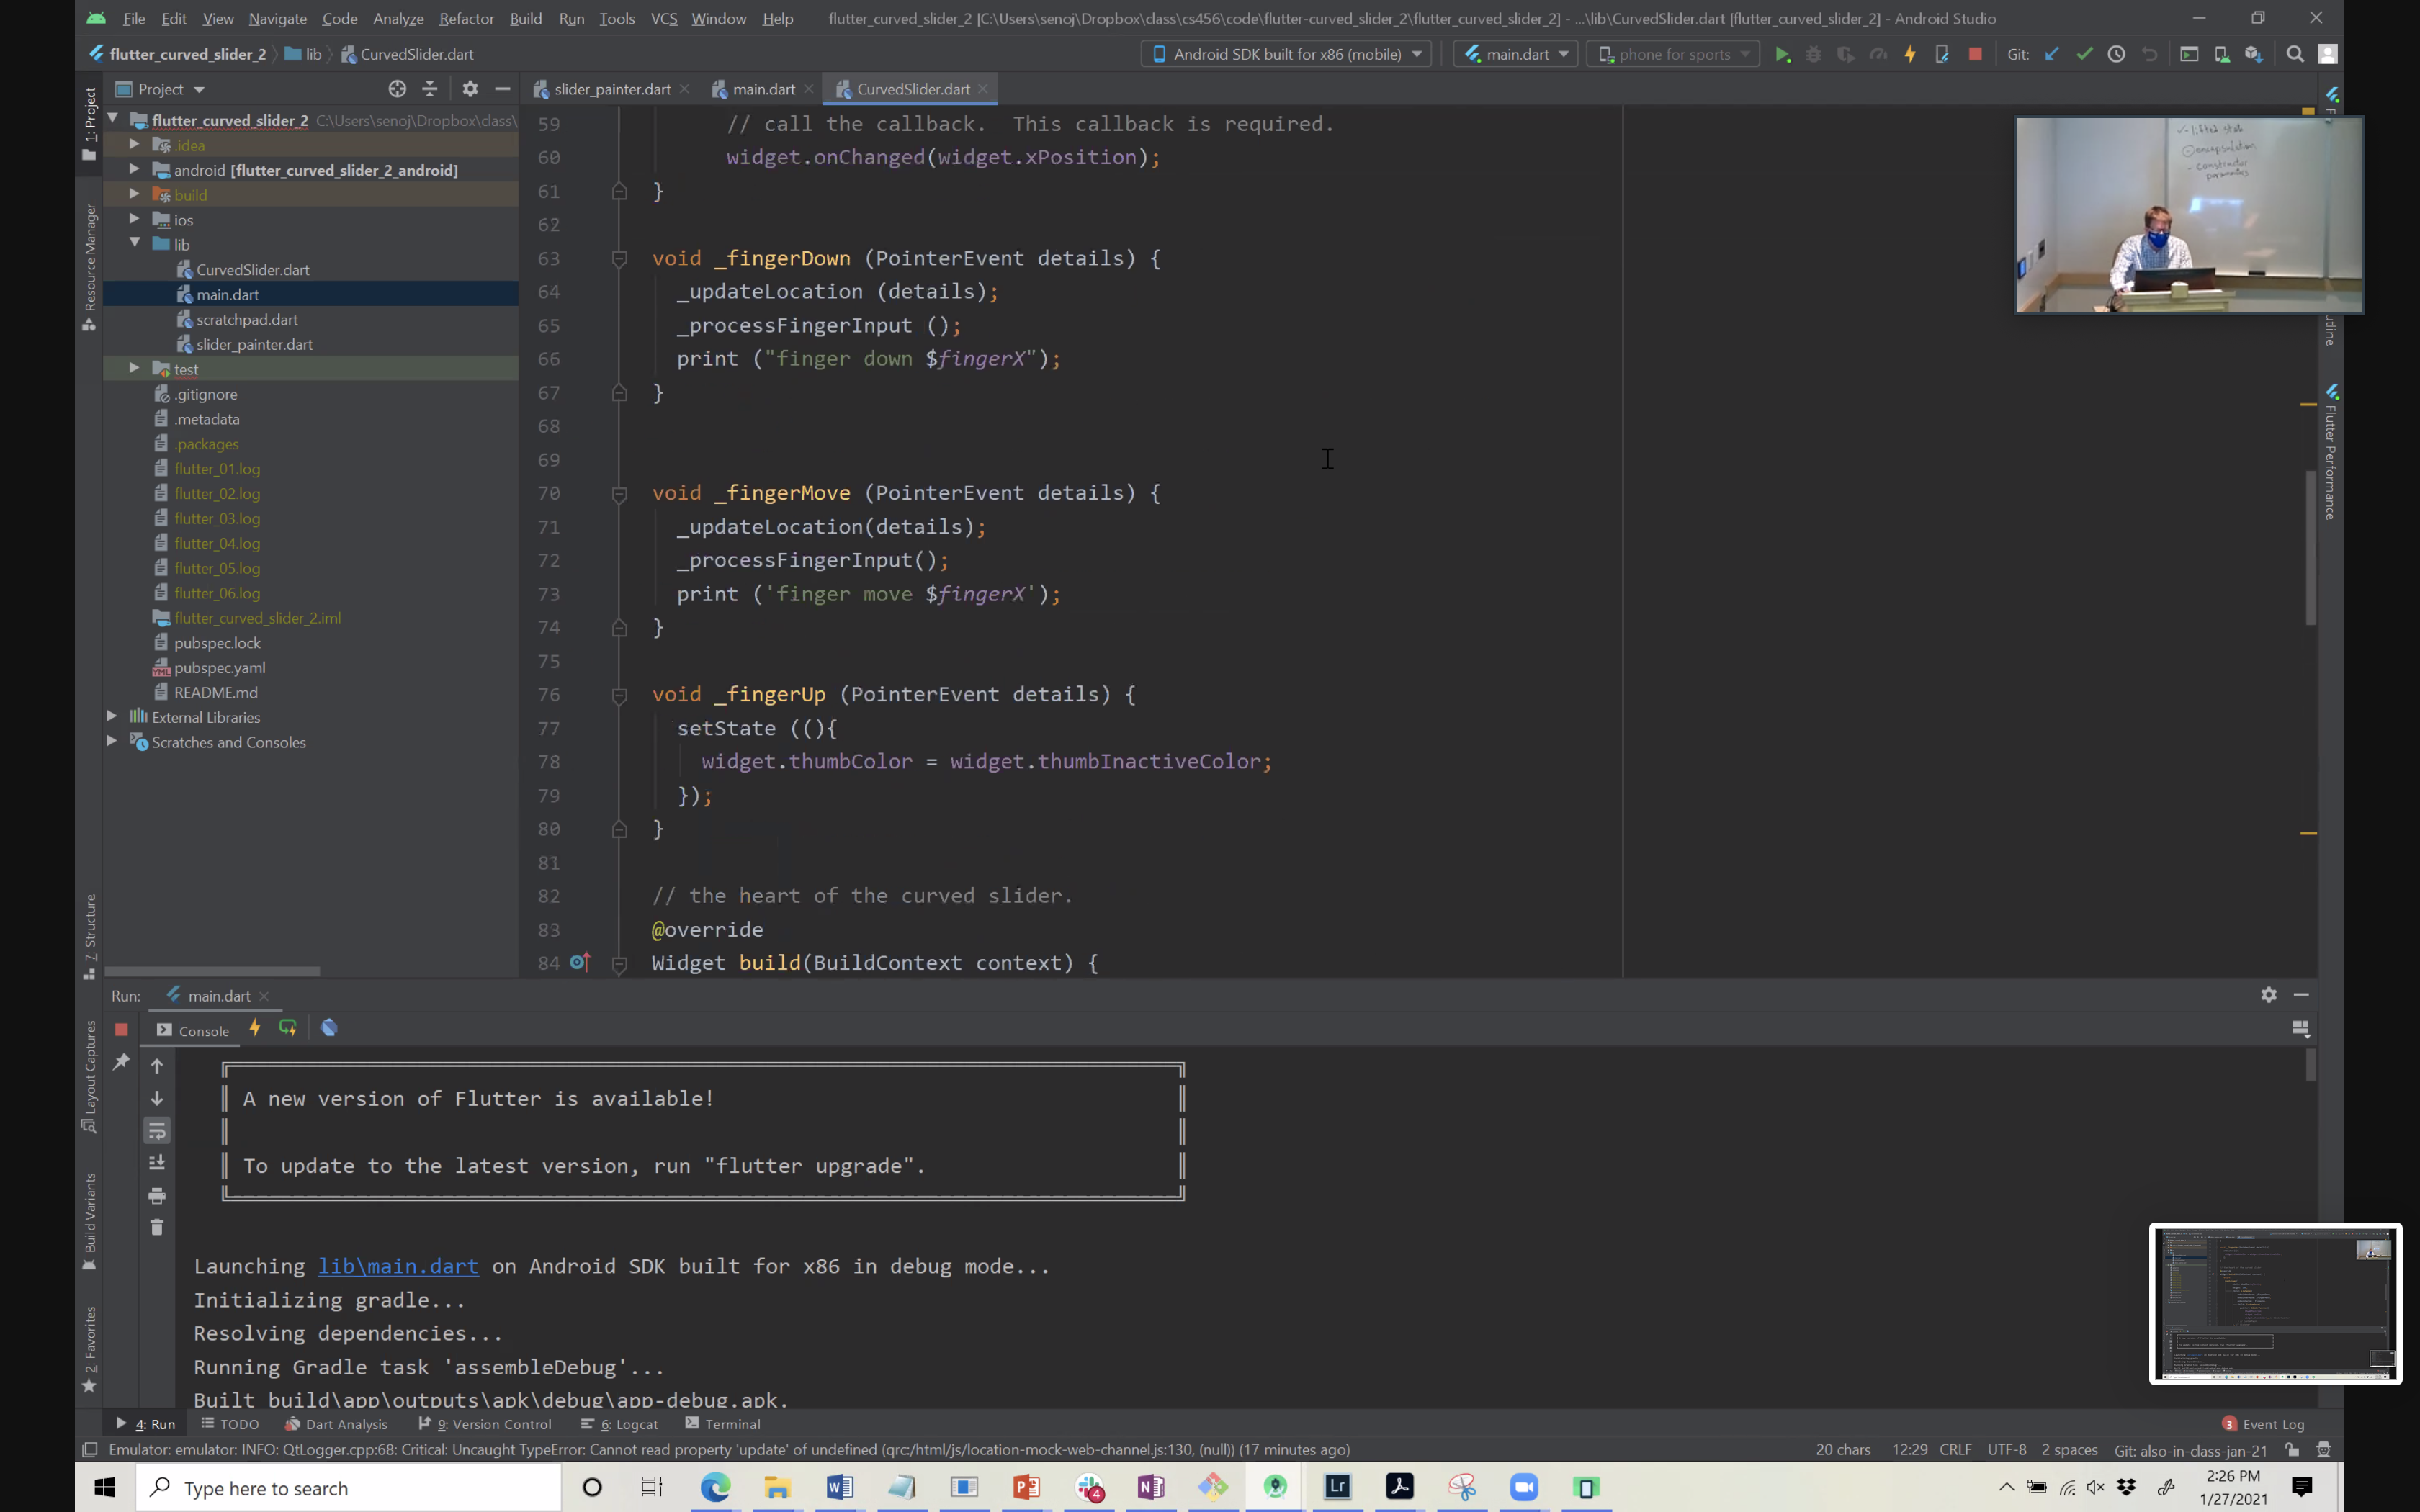 File Edit View Navigate Code Analyze Refactor Build Run Tools VCS Window Help flutter_curved_slider_2 [C:\Users\senoj\Dropbox\class\cs456\code\flutter-curved_slider_2\flutter_curved_slider_2] - ...\lib\CurvedSlider.dart [flutter_curved_slider_2] - Android Studio
flutter_curved_slider_2 lib CurvedSlider.dart Android SDK built for x86 (mobile) main.dart phone for sports Git:
Project slider_painter.dart main.dart CurvedSlider.dart
1: Project
Resource Manager
7: Structure
Layout Captures
Build Variants
2: Favorites
flutter_curved_slider_2 C:\Users\senoj\Dropbox\class\
.idea
android [flutter_curved_slider_2_android]
build
ios
lib
CurvedSlider.dart
main.dart
scratchpad.dart
slider_painter.dart
test
.gitignore
.metadata
.packages
flutter_01.log
flutter_02.log
flutter_03.log
flutter_04.log
flutter_05.log
flutter_06.log
flutter_curved_slider_2.iml
pubspec.lock
pubspec.yaml
README.md
External Libraries
Scratches and Consoles
59 // call the callback.  This callback is required.
60 widget.onChanged(widget.xPosition);
61 }
62
63 void _fingerDown (PointerEvent details) {
64 _updateLocation (details);
65 _processFingerInput ();
66 print ("finger down $fingerX");
67 }
68
69
70 void _fingerMove (PointerEvent details) {
71 _updateLocation(details);
72 _processFingerInput();
73 print ('finger move $fingerX');
74 }
75
76 void _fingerUp (PointerEvent details) {
77 setState ((){
78 widget.thumbColor = widget.thumbInactiveColor;
79 });
80 }
81
82 // the heart of the curved slider.
83 @override
84 Widget build(BuildContext context) {
lifted state
encapsulation
- constructor
parameters
utline
Flutter Performance
Run: main.dart
Console
A new version of Flutter is available!
To update to the latest version, run "flutter upgrade".
Launching lib\main.dart on Android SDK built for x86 in debug mode...
Initializing gradle...
Resolving dependencies...
Running Gradle task 'assembleDebug'...
Built build\app\outputs\apk\debug\app-debug.apk.
4: Run TODO Dart Analysis 9: Version Control 6: Logcat Terminal 3 Event Log
Emulator: emulator: INFO: QtLogger.cpp:68: Critical: Uncaught TypeError: Cannot read property 'update' of undefined (qrc:/html/js/location-mock-web-channel.js:130, (null)) (17 minutes ago) 20 chars 12:29 CRLF UTF-8 2 spaces Git: also-in-class-jan-21
Type here to search 4 Lr 2:26 PM
1/27/2021